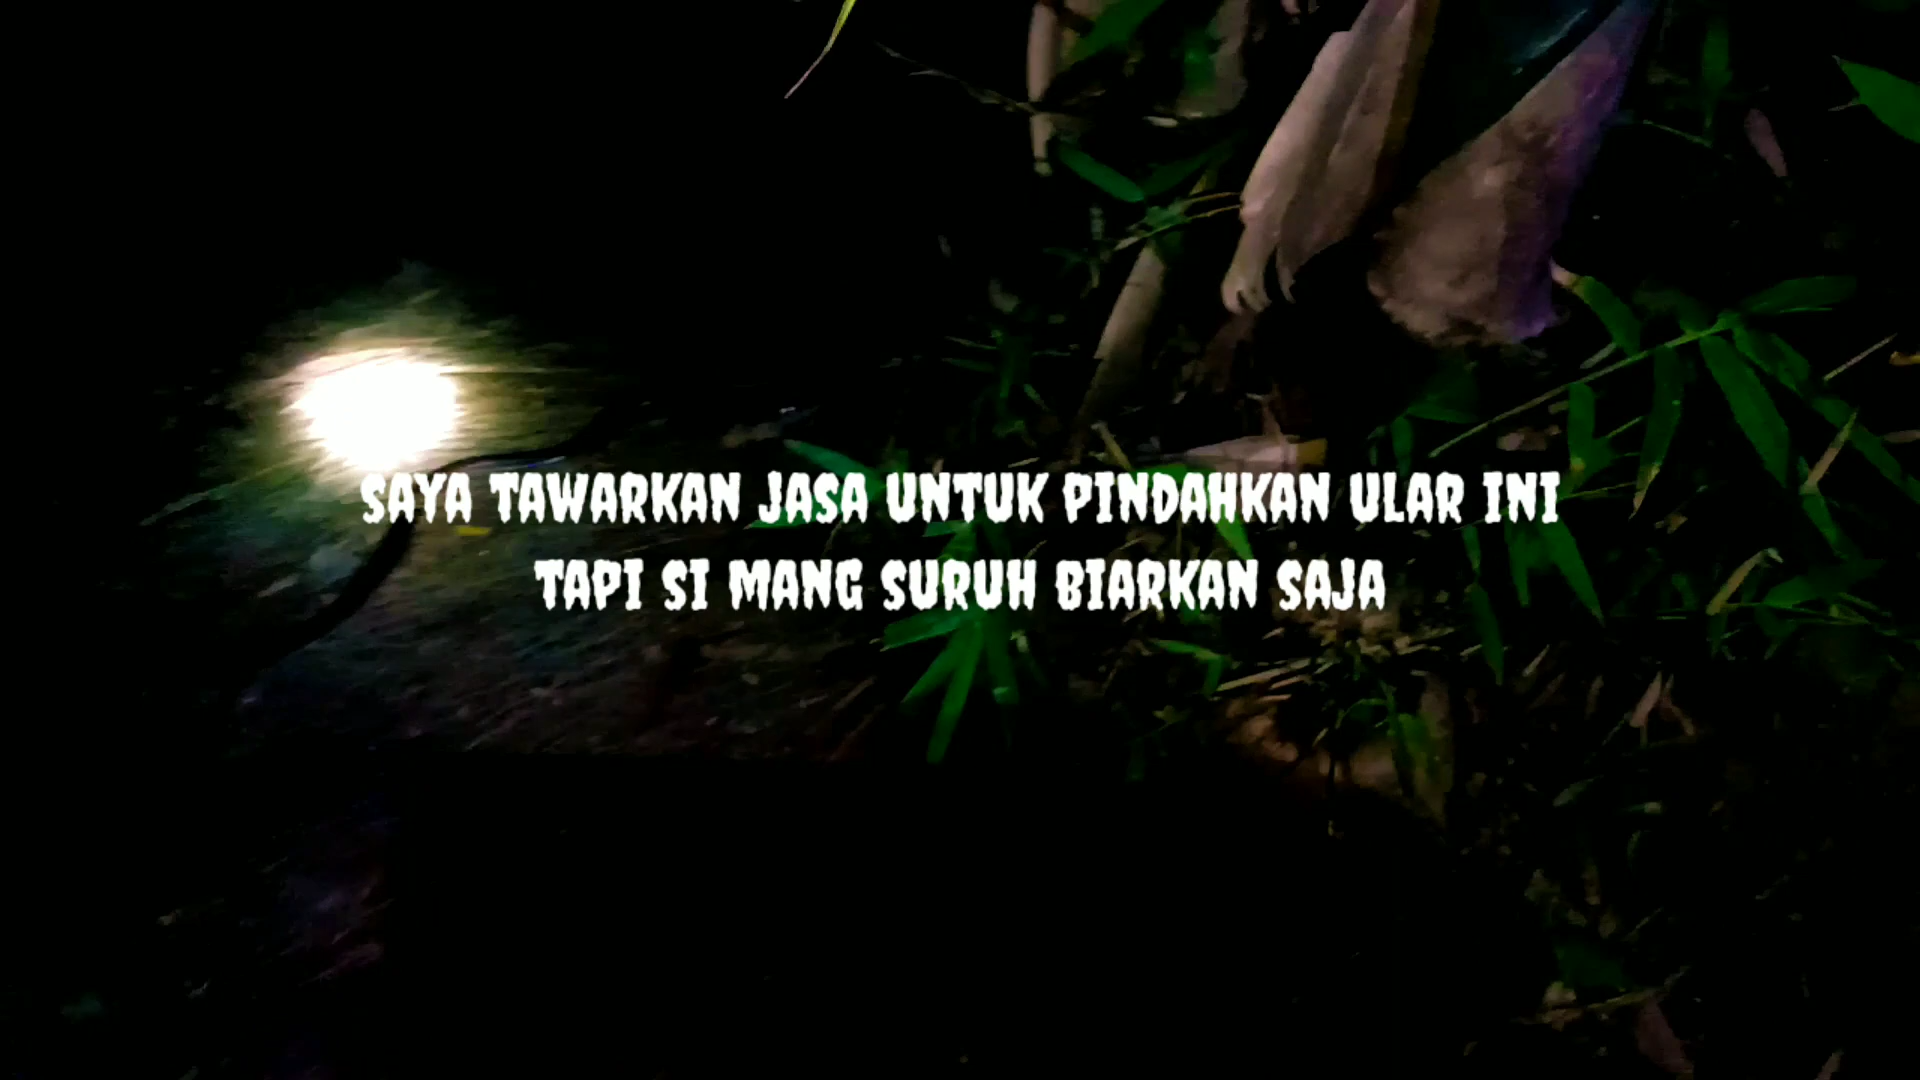 SAYA TAWARKAN JASA UNTUK PINDAHKAN ULAR INI
TAPI SI MANG SURUH BIARKAN SAJA